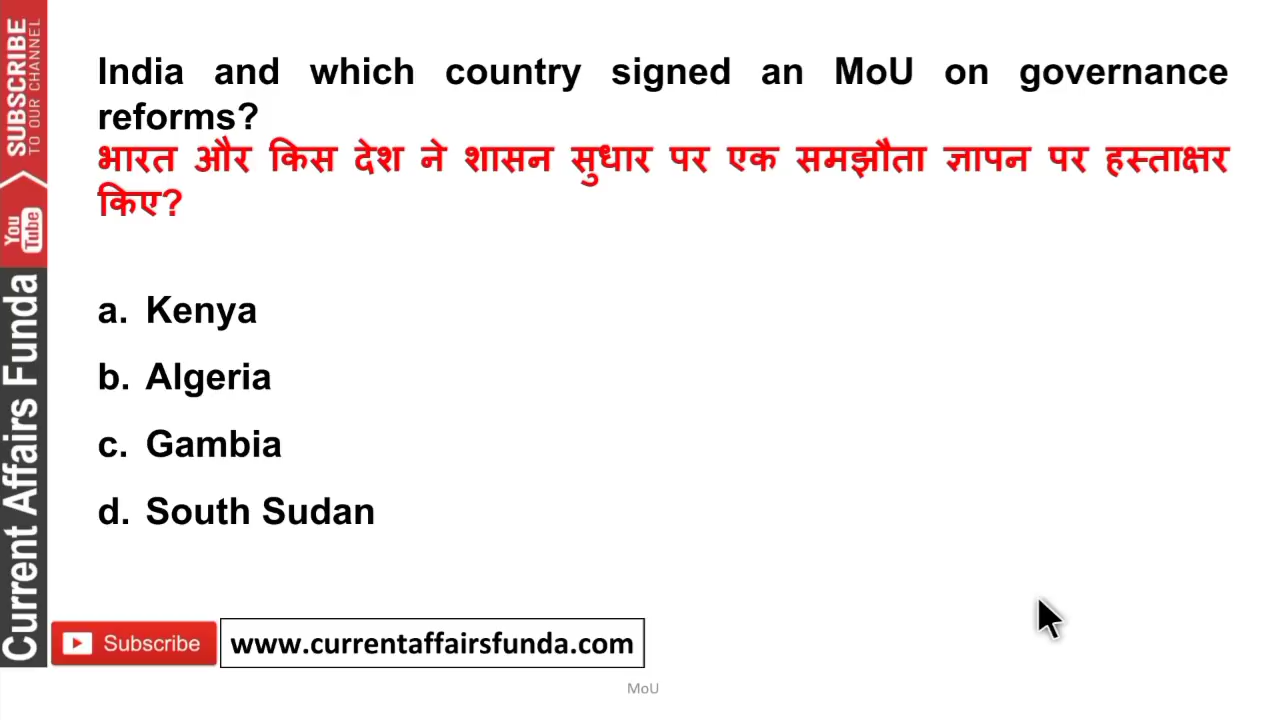 India and which country signed an MoU on governance
reforms?
भारत और किस देश ने शासन सुधार पर एक समझौता ज्ञापन पर हस्ताक्षर
किए?
a. Kenya
b. Algeria
c. Gambia
d. South Sudan
SUBSCRIBE
TO OUR CHANNEL
You
Tube
Current Affairs Funda
Subscribe
www.currentaffairsfunda.com
MoU